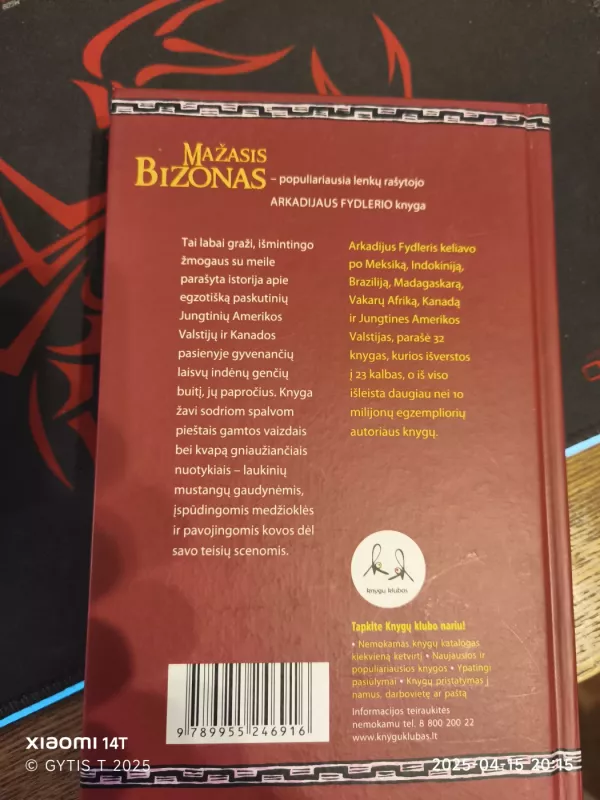 MAŽASIS
BIZONAS – populiariausia lenkų rašytojo
ARKADIJAUS FYDLERIO knyga
Tai labai graži, išmintingo
žmogaus su meile
parašyta istorija apie
egzotišką paskutinių
Jungtinių Amerikos
Valstijų ir Kanados
pasienyje gyvenančių
laisvų indėnų genčių
buitį, jų papročius. Knyga
žavi sodriom spalvom
pieštais gamtos vaizdais
bei kvapą gniaužiančiais
nuotykiais – laukinių
mustangų gaudynėmis,
įspūdingomis medžioklės
ir pavojingomis kovos dėl
savo teisių scenomis.
Arkadijus Fydleris keliavo
po Meksiką, Indokiniją,
Braziliją, Madagaskarą,
Vakarų Afriką, Kanadą
ir Jungtines Amerikos
Valstijas, parašė 32
knygas, kurios išverstos
į 23 kalbas, o iš viso
išleista daugiau nei 10
milijonų egzempliorių
autoriaus knygų.
knygų klubas
Tapkite Knygų klubo nariu!
• Nemokamas knygų katalogas
kiekvieną ketvirtį • Naujausios ir
populiariausios knygos • Ypatingi
pasiūlymai • Knygų pristatymas į
namus, darbovietę ar paštą
Informacijos teiraukitės
nemokamu tel. 8 800 200 22
www.knyguklubas.lt
9 789955 246916
XIAOMI 14T
© GYTIS T 2025
2025-04-15 20:45